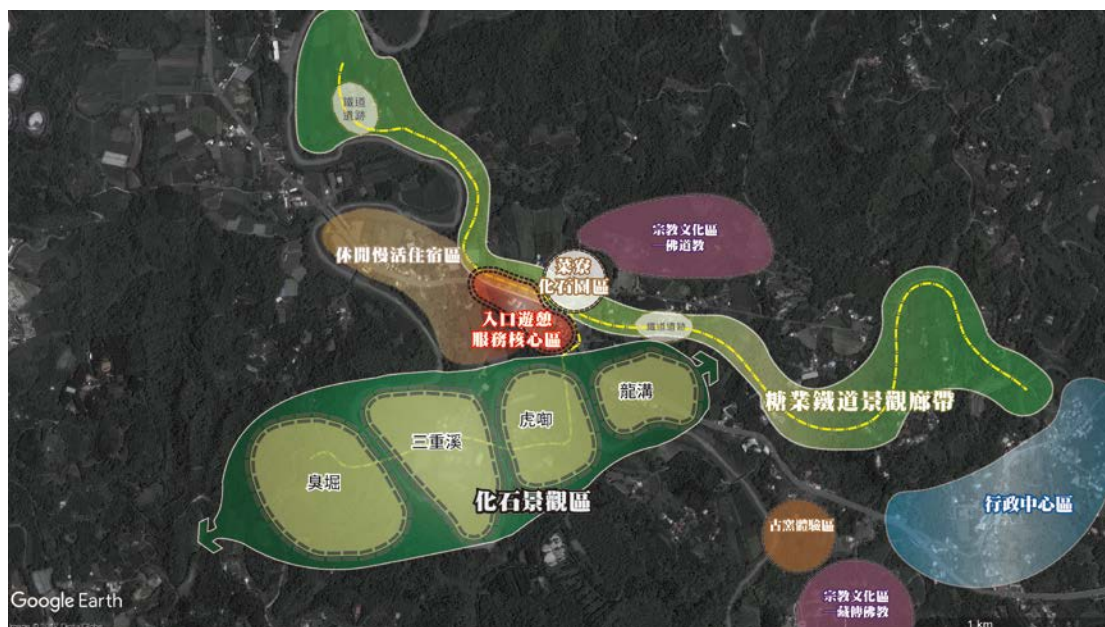 鐵道
遺跡
宗教文化區
—佛道教
休閒慢活住宿區
菜寮
化石園區
入口遊憩
服務核心區
鐵道遺跡
龍溝
虎啣
三重溪
臭堀
糖業鐵道景觀廊帶
化石景觀區
行政中心區
古窯體驗區
宗教文化區
—藏傳佛教
Google Earth
1 km